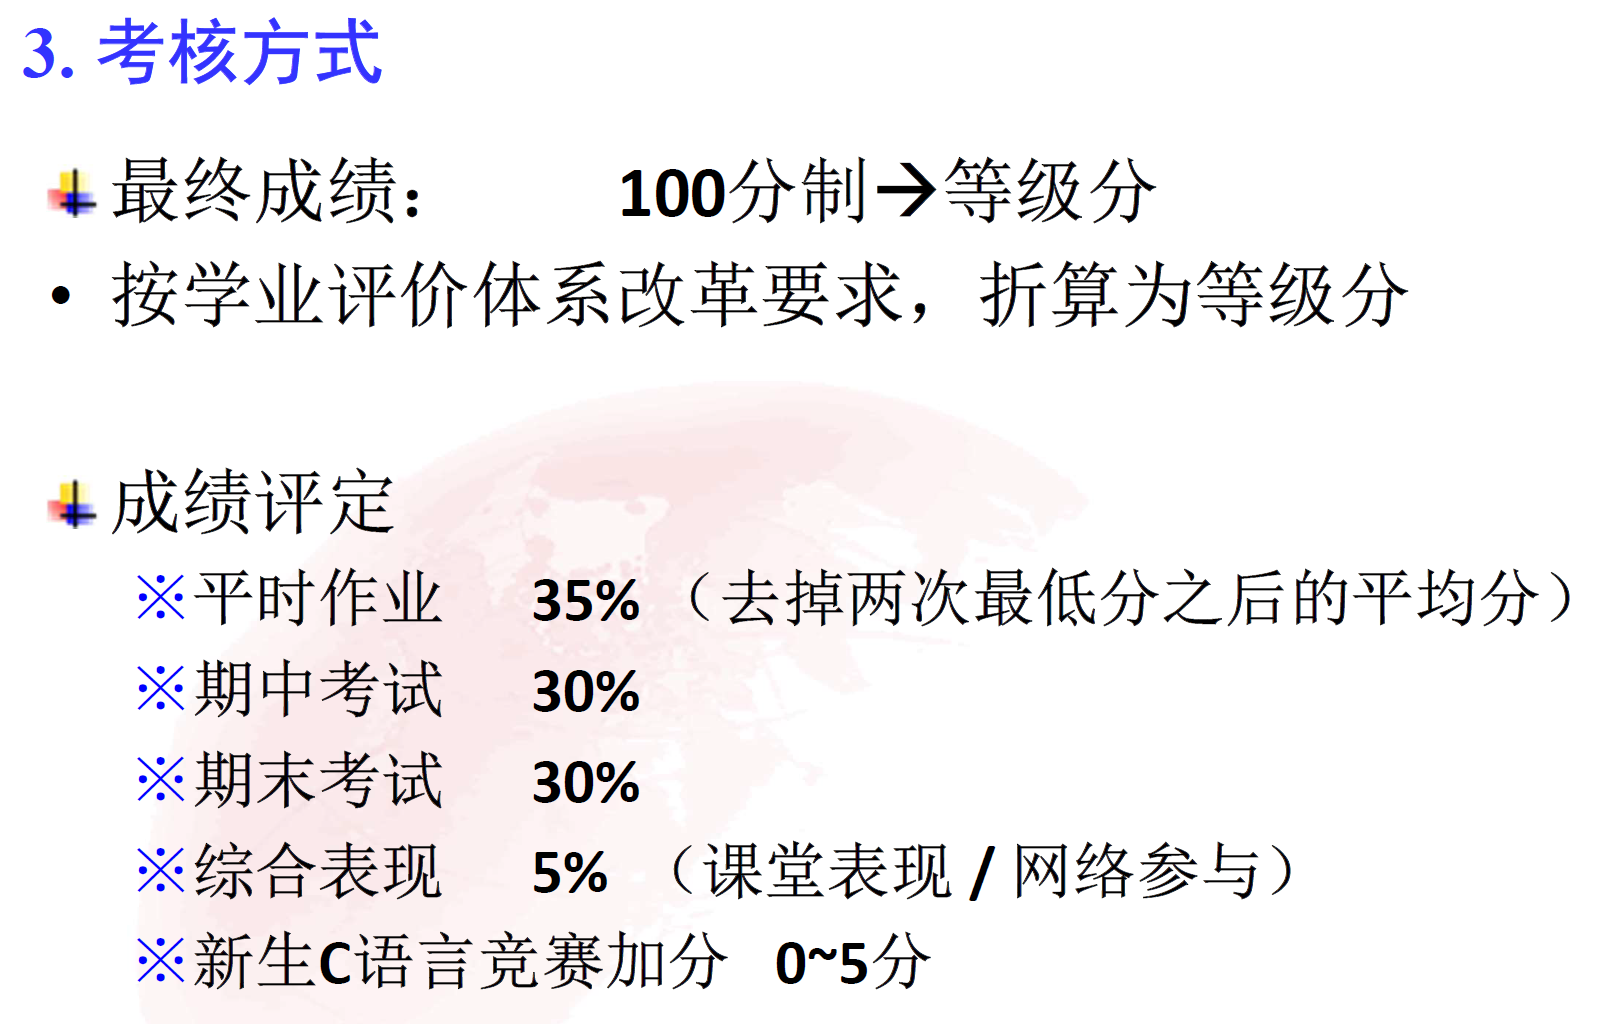 3. 考核方式
最终成绩： 100分制→等级分
• 按学业评价体系改革要求，折算为等级分
成绩评定
※平时作业 35% （去掉两次最低分之后的平均分）
※期中考试 30%
※期末考试 30%
※综合表现 5% （课堂表现 / 网络参与）
※新生C语言竞赛加分 0~5分